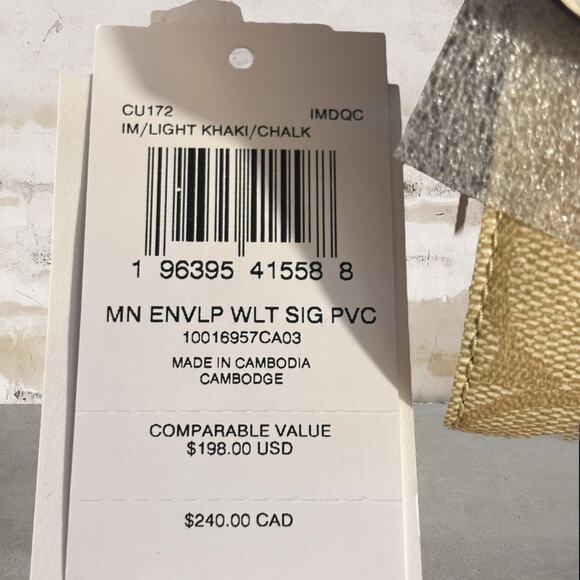 CU172 IMDQC
IM/LIGHT KHAKI/CHALK
1 96395 41558 8
MN ENVLP WLT SIG PVC
10016957CA03
MADE IN CAMBODIA
CAMBODGE
COMPARABLE VALUE
$198.00 USD
$240.00 CAD